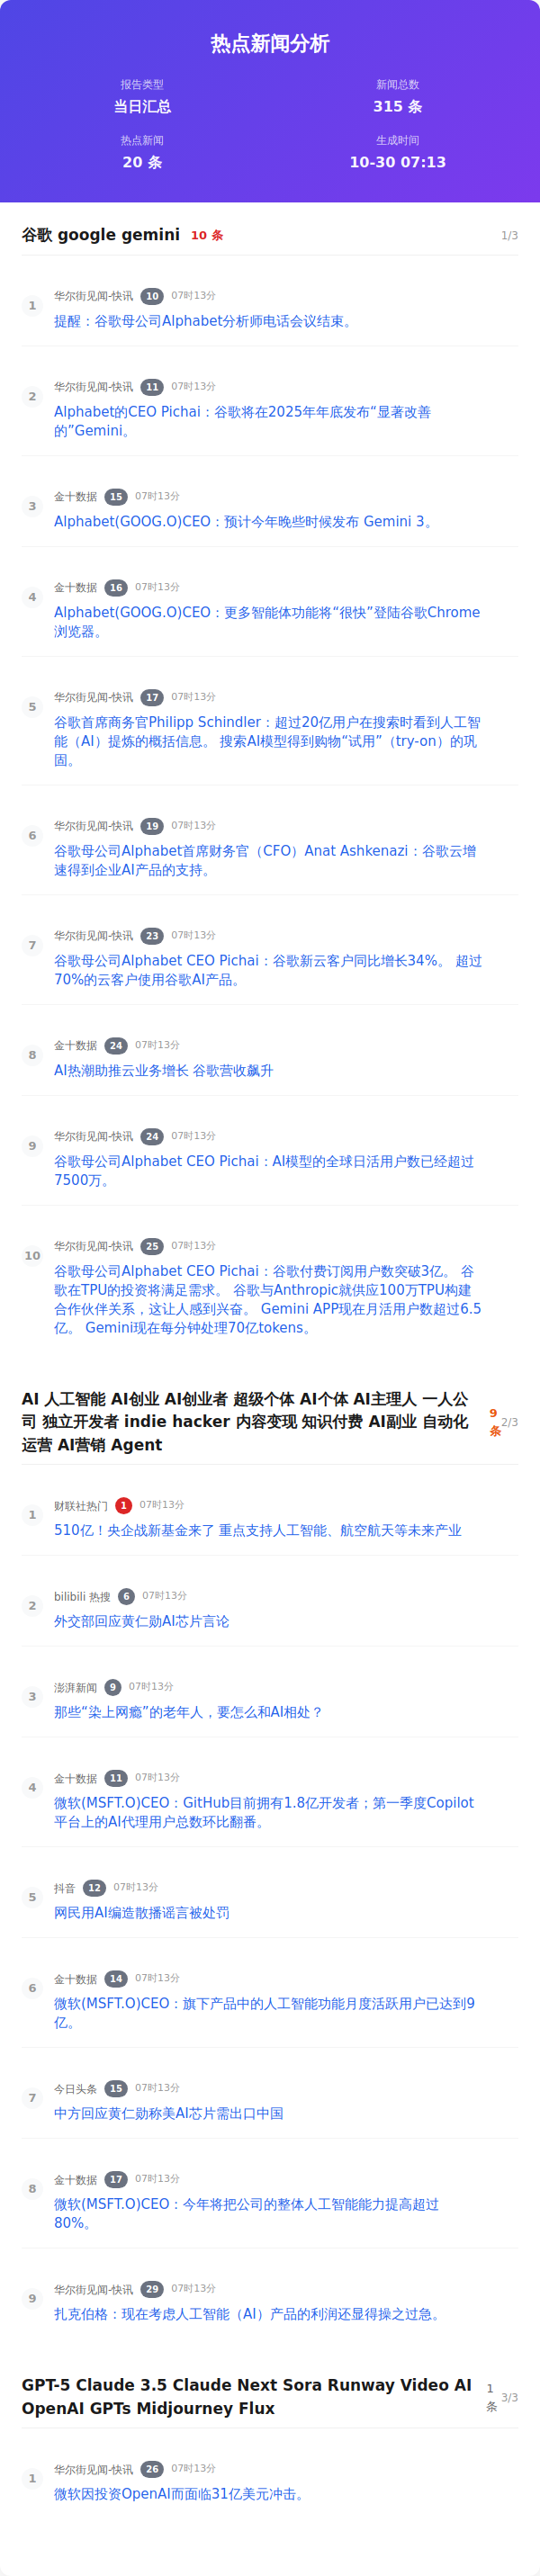 热点新闻分析
报告类型
当日汇总
新闻总数
315 条
热点新闻
20 条
生成时间
10-30 07:13
谷歌 google gemini 10 条 1/3
1
华尔街见闻-快讯 10 07时13分
提醒：谷歌母公司Alphabet分析师电话会议结束。
2
华尔街见闻-快讯 11 07时13分
Alphabet的CEO Pichai：谷歌将在2025年年底发布“显著改善
的”Gemini。
3
金十数据 15 07时13分
Alphabet(GOOG.O)CEO：预计今年晚些时候发布 Gemini 3。
4
金十数据 16 07时13分
Alphabet(GOOG.O)CEO：更多智能体功能将“很快”登陆谷歌Chrome
浏览器。
5
华尔街见闻-快讯 17 07时13分
谷歌首席商务官Philipp Schindler：超过20亿用户在搜索时看到人工智
能（AI）提炼的概括信息。 搜索AI模型得到购物“试用”（try-on）的巩
固。
6
华尔街见闻-快讯 19 07时13分
谷歌母公司Alphabet首席财务官（CFO）Anat Ashkenazi：谷歌云增
速得到企业AI产品的支持。
7
华尔街见闻-快讯 23 07时13分
谷歌母公司Alphabet CEO Pichai：谷歌新云客户同比增长34%。 超过
70%的云客户使用谷歌AI产品。
8
金十数据 24 07时13分
AI热潮助推云业务增长 谷歌营收飙升
9
华尔街见闻-快讯 24 07时13分
谷歌母公司Alphabet CEO Pichai：AI模型的全球日活用户数已经超过
7500万。
10
华尔街见闻-快讯 25 07时13分
谷歌母公司Alphabet CEO Pichai：谷歌付费订阅用户数突破3亿。 谷
歌在TPU的投资将满足需求。 谷歌与Anthropic就供应100万TPU构建
合作伙伴关系，这让人感到兴奋。 Gemini APP现在月活用户数超过6.5
亿。 Gemini现在每分钟处理70亿tokens。
AI 人工智能 AI创业 AI创业者 超级个体 AI个体 AI主理人 一人公
司 独立开发者 indie hacker 内容变现 知识付费 AI副业 自动化
运营 AI营销 Agent
9
条 2/3
1
财联社热门 1 07时13分
510亿！央企战新基金来了 重点支持人工智能、航空航天等未来产业
2
bilibili 热搜 6 07时13分
外交部回应黄仁勋AI芯片言论
3
澎湃新闻 9 07时13分
那些“染上网瘾”的老年人，要怎么和AI相处？
4
金十数据 11 07时13分
微软(MSFT.O)CEO：GitHub目前拥有1.8亿开发者；第一季度Copilot
平台上的AI代理用户总数环比翻番。
5
抖音 12 07时13分
网民用AI编造散播谣言被处罚
6
金十数据 14 07时13分
微软(MSFT.O)CEO：旗下产品中的人工智能功能月度活跃用户已达到9
亿。
7
今日头条 15 07时13分
中方回应黄仁勋称美AI芯片需出口中国
8
金十数据 17 07时13分
微软(MSFT.O)CEO：今年将把公司的整体人工智能能力提高超过
80%。
9
华尔街见闻-快讯 29 07时13分
扎克伯格：现在考虑人工智能（AI）产品的利润还显得操之过急。
GPT-5 Claude 3.5 Claude Next Sora Runway Video AI
OpenAI GPTs Midjourney Flux
1
条 3/3
1
华尔街见闻-快讯 26 07时13分
微软因投资OpenAI而面临31亿美元冲击。